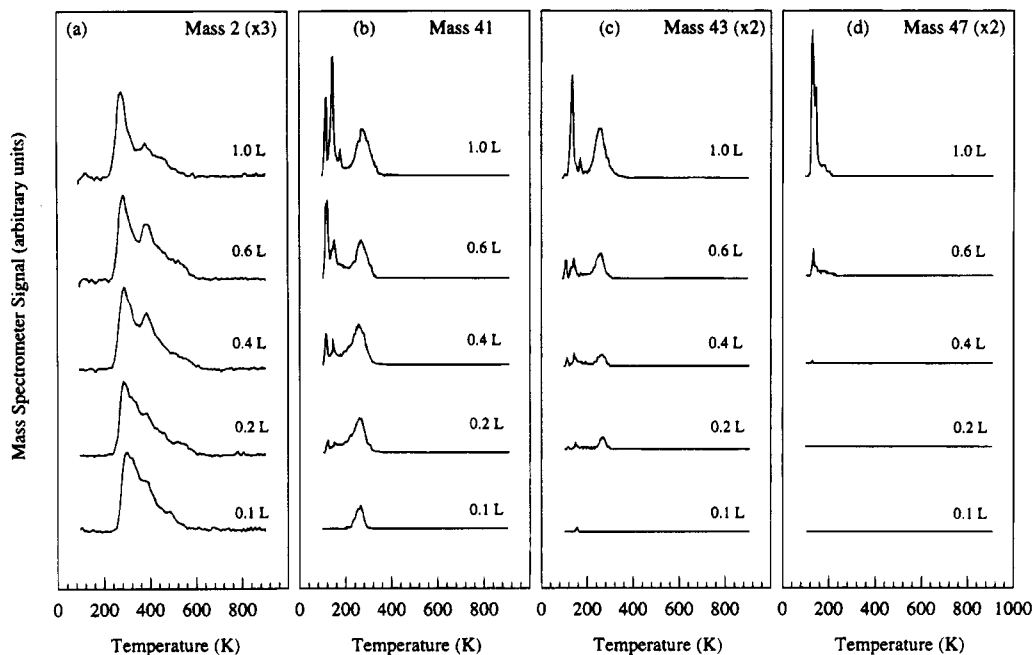 Mass Spectrometer Signal (arbitrary units)
(a) Mass 2 (x3)
1.0 L
0.6 L
0.4 L
0.2 L
0.1 L
0 200 400 600 800
Temperature (K)
(b) Mass 41
1.0 L
0.6 L
0.4 L
0.2 L
0.1 L
0 200 400 600 800
Temperature (K)
(c) Mass 43 (x2)
1.0 L
0.6 L
0.4 L
0.2 L
0.1 L
0 200 400 600 800
Temperature (K)
(d) Mass 47 (x2)
1.0 L
0.6 L
0.4 L
0.2 L
0.1 L
0 200 400 600 800 1000
Temperature (K)